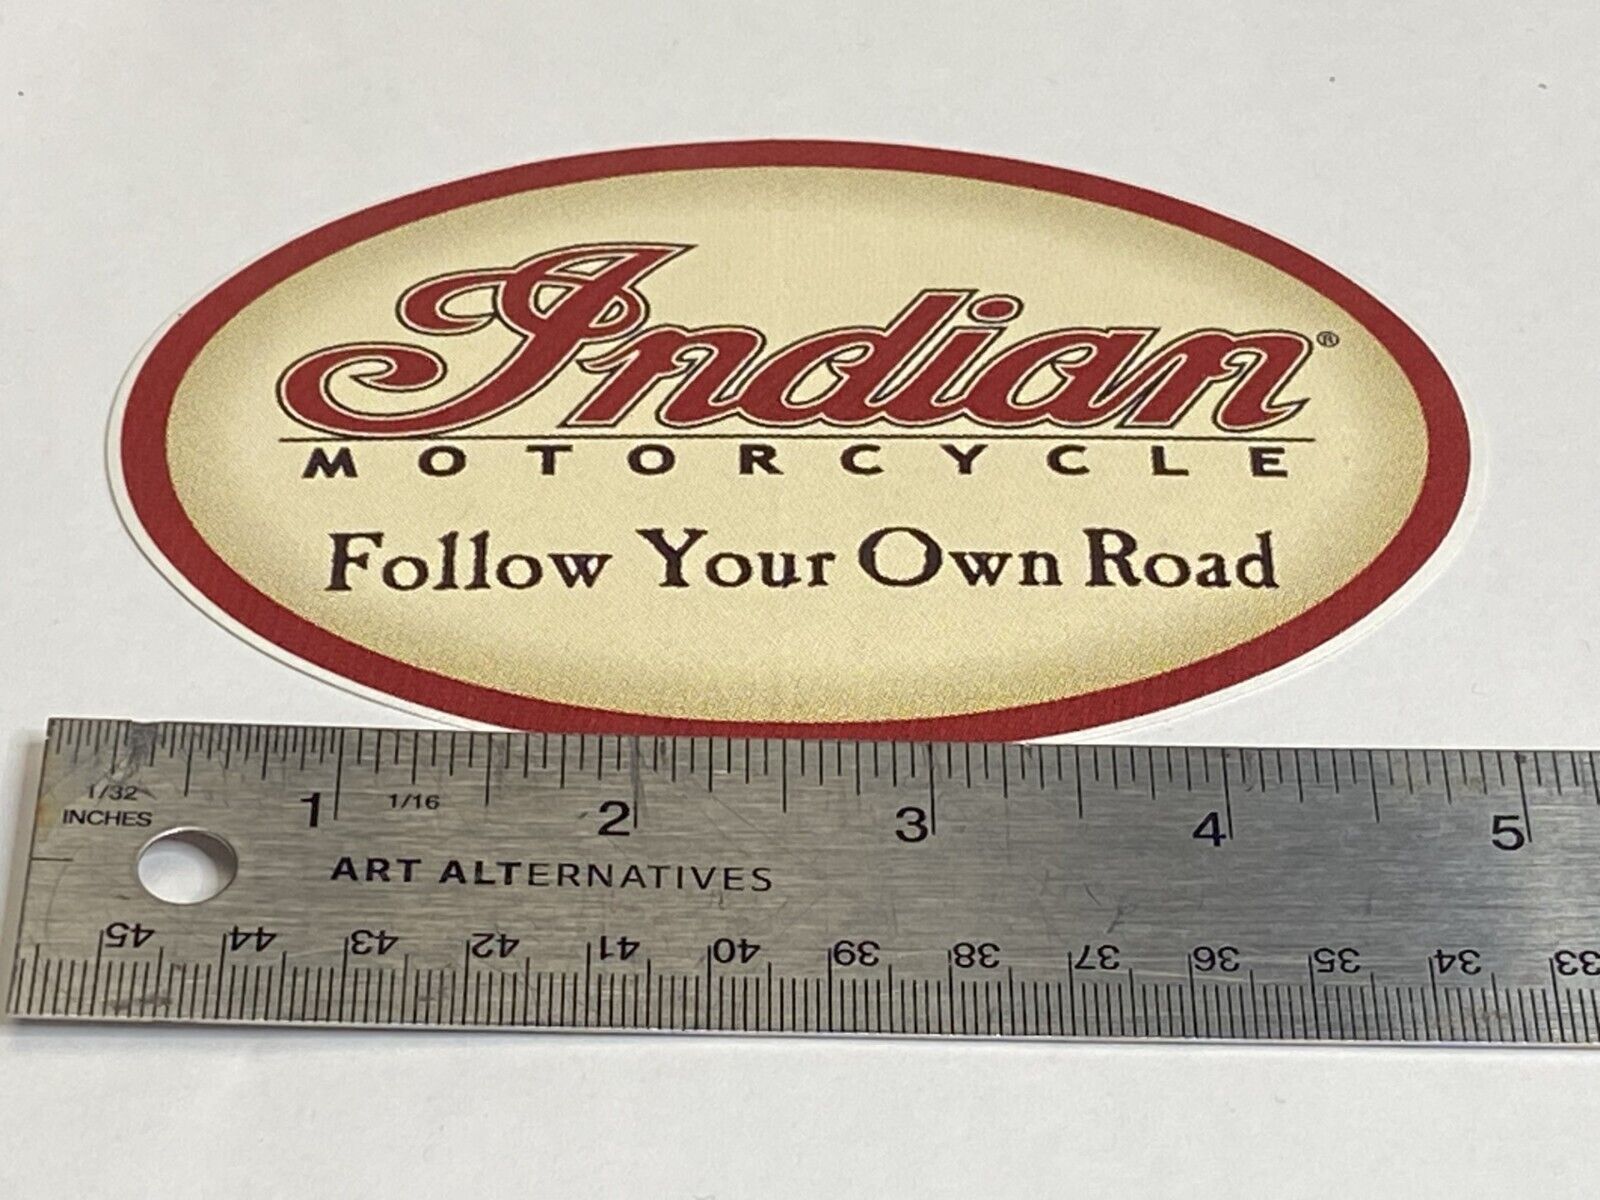 Indian®
MOTORCYCLE
Follow Your Own Road
1/32
INCHES
1 1/16 2 3 4 5
ART ALTERNATIVES
45 44 43 42 41 40 39 38 37 36 35 34 33